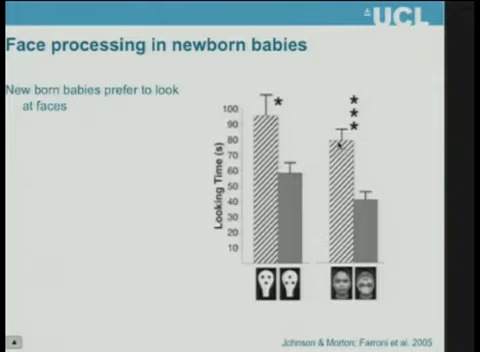 UCL
Face processing in newborn babies
New born babies prefer to look
at faces
Looking Time (s)
100
90
80
70
60
50
40
30
20
10
*
*
*
*
Johnson & Morton; Farroni et al. 2005